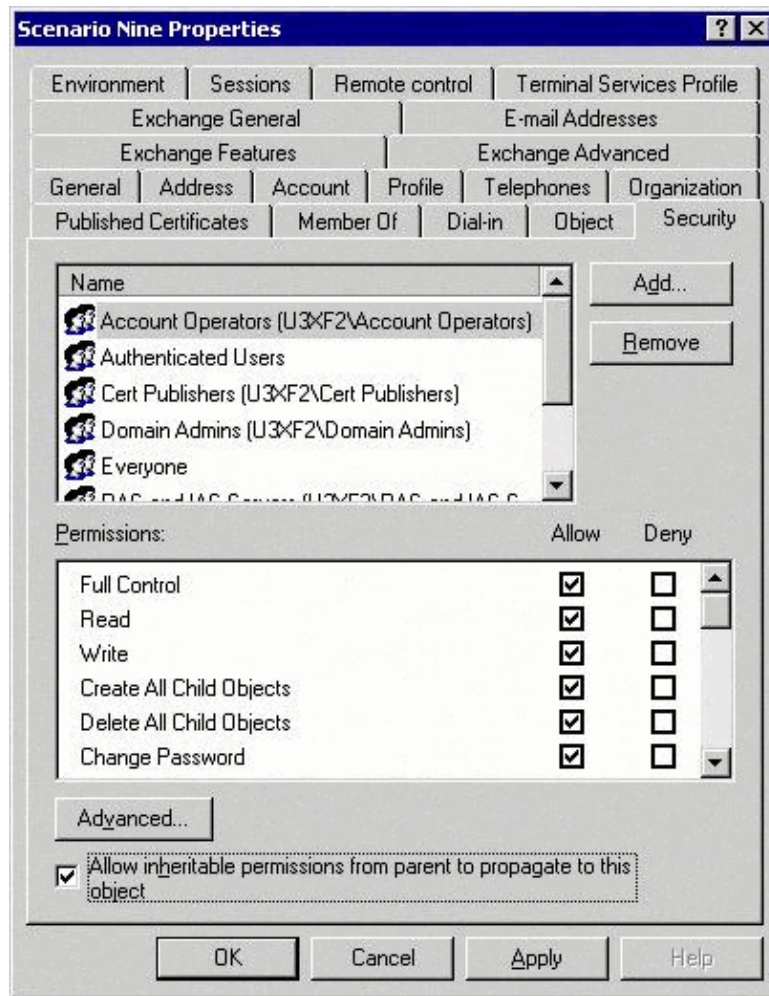 Scenario Nine Properties
Environment Sessions Remote control Terminal Services Profile
Exchange General E-mail Addresses
Exchange Features Exchange Advanced
General Address Account Profile Telephones Organization
Published Certificates Member Of Dial-in Object Security
Name
Account Operators (U3XF2\Account Operators)
Authenticated Users
Cert Publishers (U3XF2\Cert Publishers)
Domain Admins (U3XF2\Domain Admins)
Everyone
Add...
Remove
Permissions: Allow Deny
Full Control
Read
Write
Create All Child Objects
Delete All Child Objects
Change Password
Advanced...
Allow inheritable permissions from parent to propagate to this
object
OK Cancel Apply Help